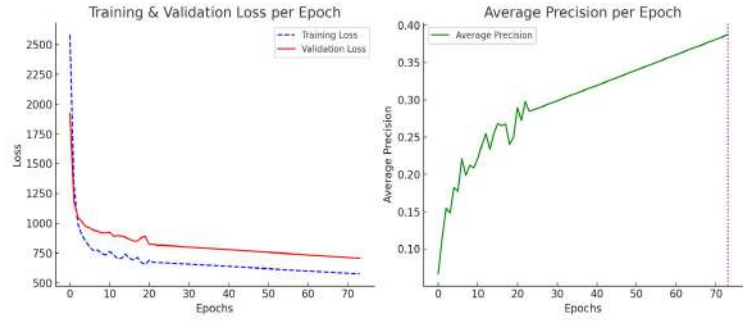 Training & Validation Loss per Epoch
2500
2250
2000
1750
1500
1250
1000
750
500
Loss
0 10 20 30 40 50 60 70
Epochs
Training Loss
Validation Loss
Average Precision per Epoch
0.40
0.35
0.30
0.25
0.20
0.15
0.10
Average Precision
0 10 20 30 40 50 60 70
Epochs
Average Precision